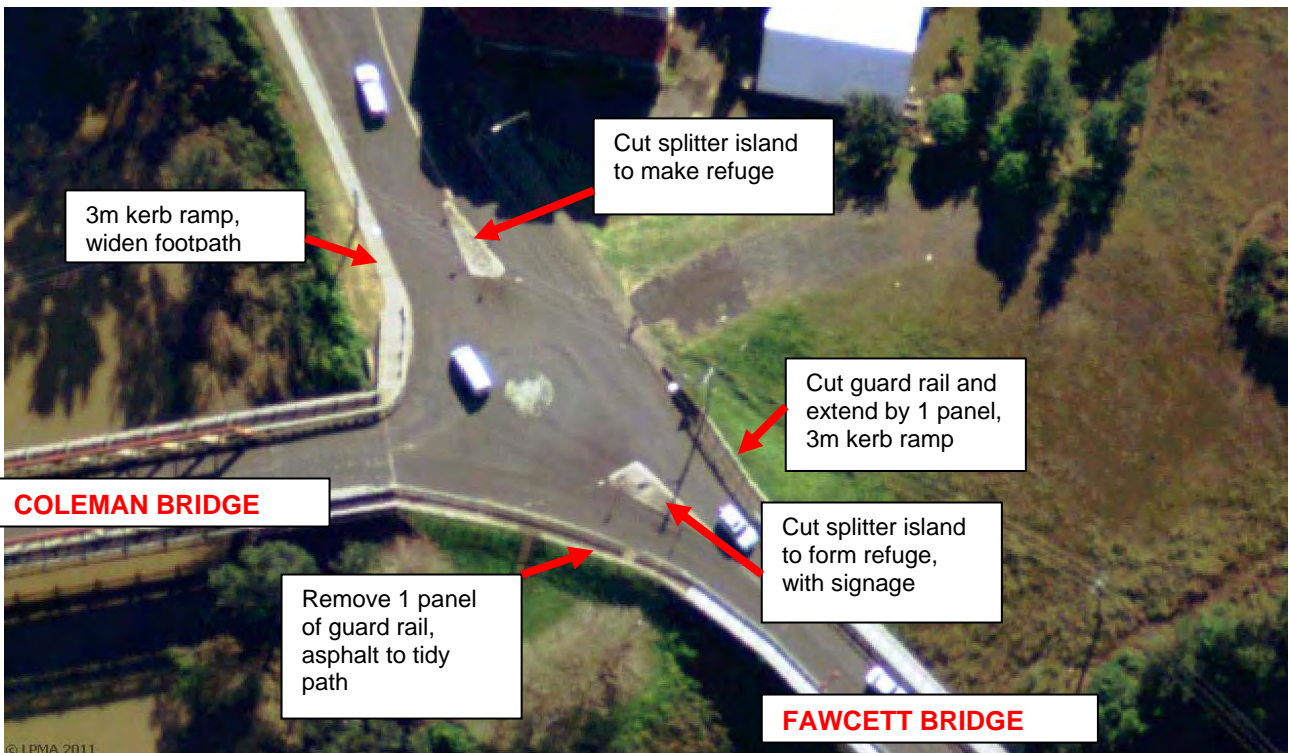 Cut splitter island
to make refuge
3m kerb ramp,
widen footpath
Cut guard rail and
extend by 1 panel,
3m kerb ramp
COLEMAN BRIDGE
Cut splitter island
to form refuge,
with signage
Remove 1 panel
of guard rail,
asphalt to tidy
path
FAWCETT BRIDGE
© LPMA 2011